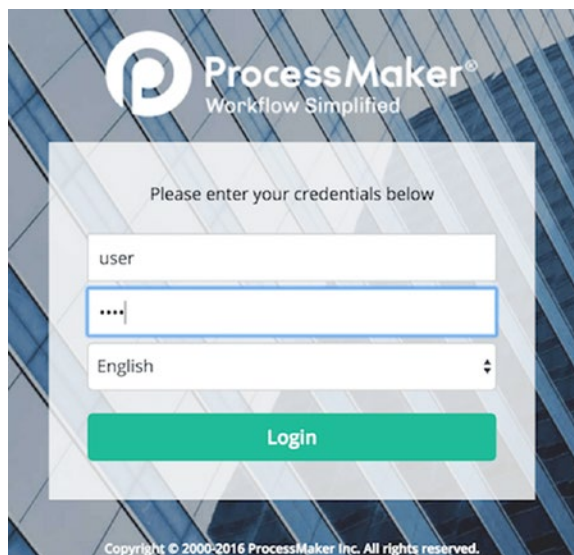 ProcessMaker®
Workflow Simplified
Please enter your credentials below
user
••••
English
Login
Copyright © 2000-2016 ProcessMaker Inc. All rights reserved.